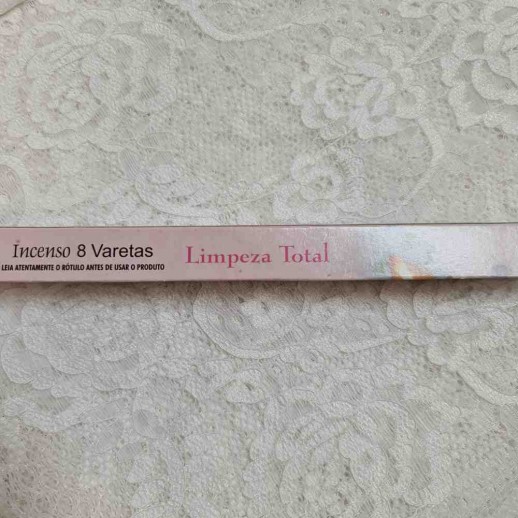 Incenso 8 Varetas
LEIA ATENTAMENTE O RÓTULO ANTES DE USAR O PRODUTO
Limpeza Total